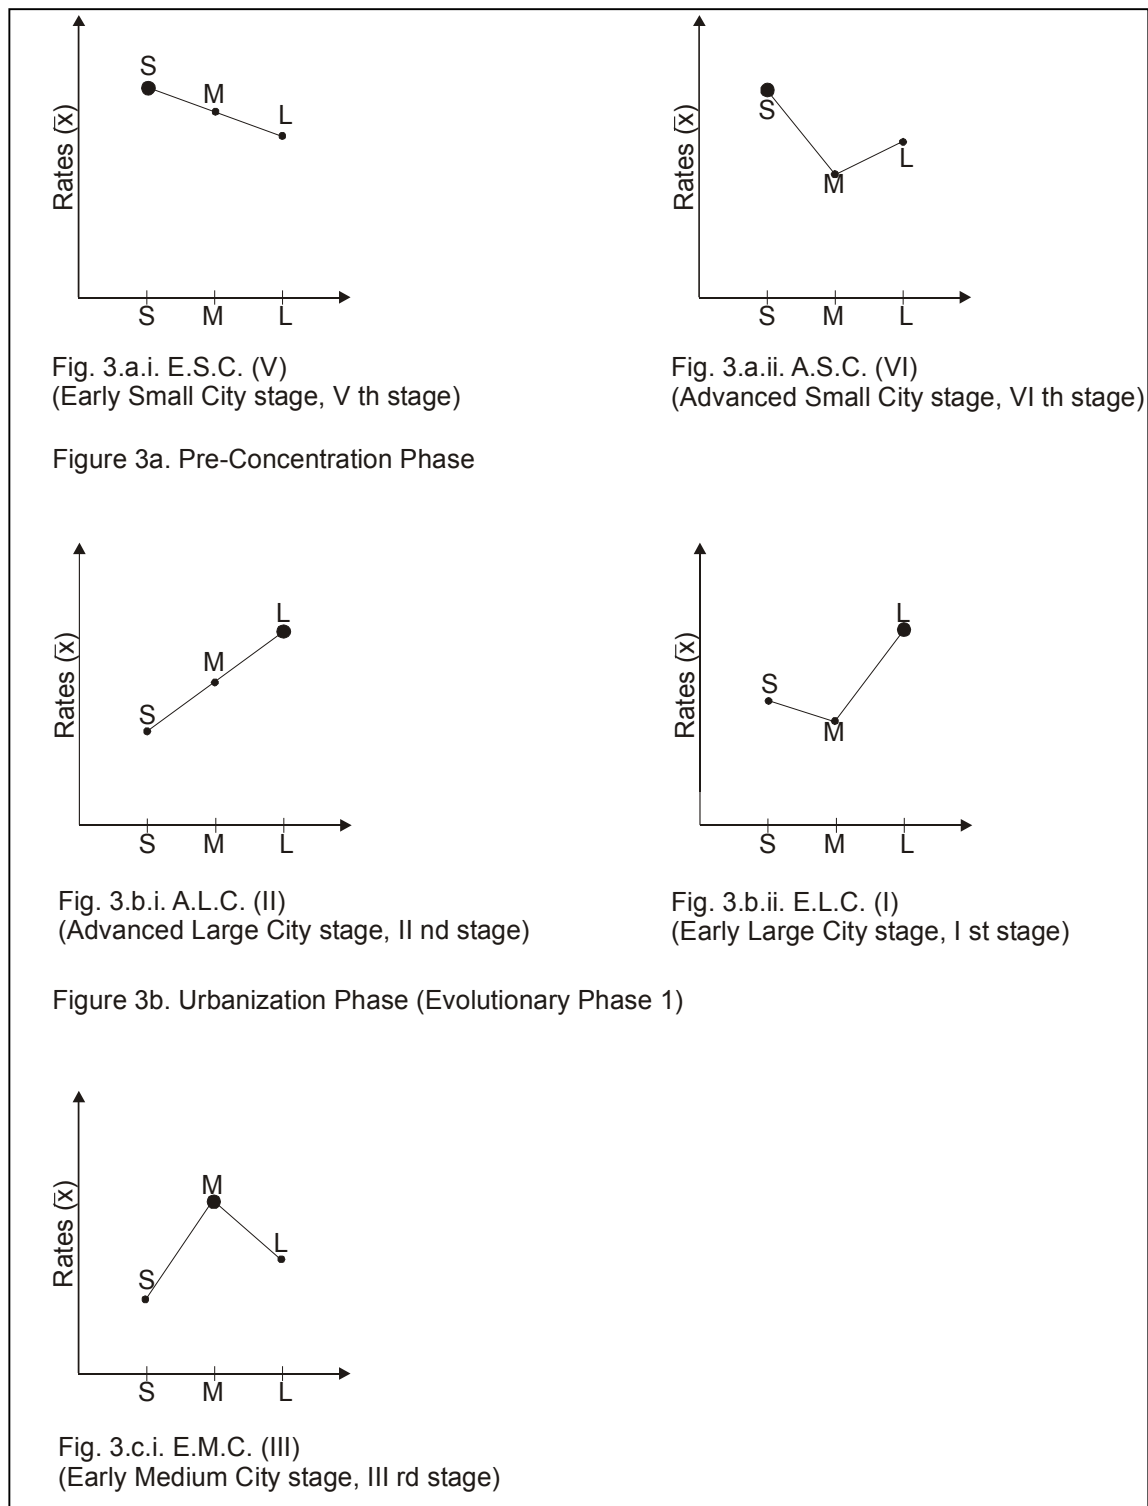 S
M
L
Rates (x̄)
S M L
Fig. 3.a.i. E.S.C. (V)
(Early Small City stage, V th stage)
S
M
L
Rates (x̄)
S M L
Fig. 3.a.ii. A.S.C. (VI)
(Advanced Small City stage, VI th stage)
Figure 3a. Pre-Concentration Phase
S
M
L
Rates (x̄)
S M L
Fig. 3.b.i. A.L.C. (II)
(Advanced Large City stage, II nd stage)
S
M
L
Rates (x̄)
S M L
Fig. 3.b.ii. E.L.C. (I)
(Early Large City stage, I st stage)
Figure 3b. Urbanization Phase (Evolutionary Phase 1)
S
M
L
Rates (x̄)
S M L
Fig. 3.c.i. E.M.C. (III)
(Early Medium City stage, III rd stage)